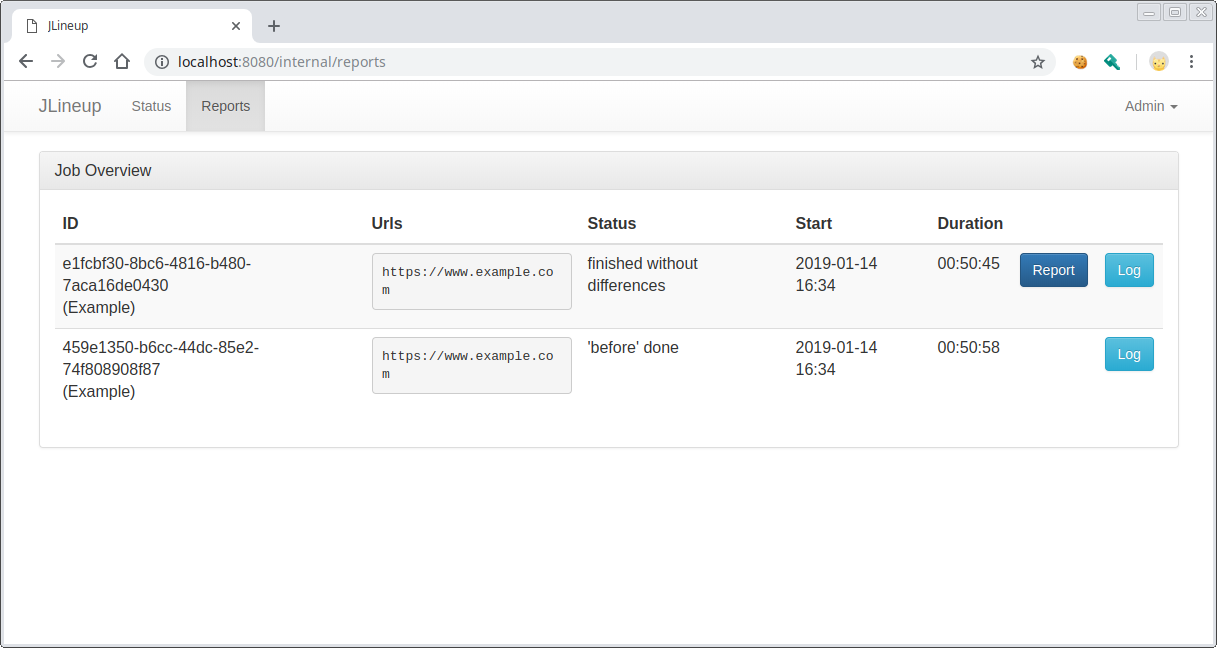 JLineup
localhost:8080/internal/reports
JLineup Status Reports Admin
Job Overview
ID Urls Status Start Duration
e1fcbf30-8bc6-4816-b480- https://www.example.co finished without 2019-01-14 00:50:45 Report Log
7aca16de0430 m differences 16:34
(Example)
459e1350-b6cc-44dc-85e2- https://www.example.co 'before' done 2019-01-14 00:50:58 Log
74f808908f87 m 16:34
(Example)